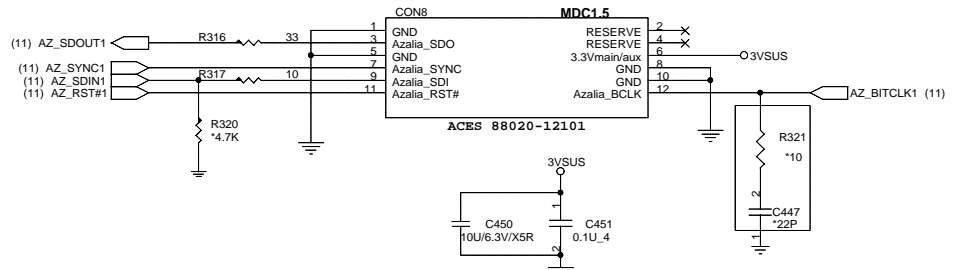 CON8
MDC1.5
1
GND
RESERVE
2
(11) AZ_SDOUT1
R316
33
3
Azalia_SDO
RESERVE
4
5
GND
3.3Vmain/aux
6
3VSUS
(11) AZ_SYNC1
7
Azalia_SYNC
GND
8
(11) AZ_SDIN1
R317
10
9
Azalia_SDI
GND
10
(11) AZ_RST#1
11
Azalia_RST#
Azalia_BCLK
12
AZ_BITCLK1 (11)
ACES 88020-12101
R320
*4.7K
R321
*10
3VSUS
C450
10U/6.3V/X5R
1
C451
0.1U_4
2
2
C447
*22P
1